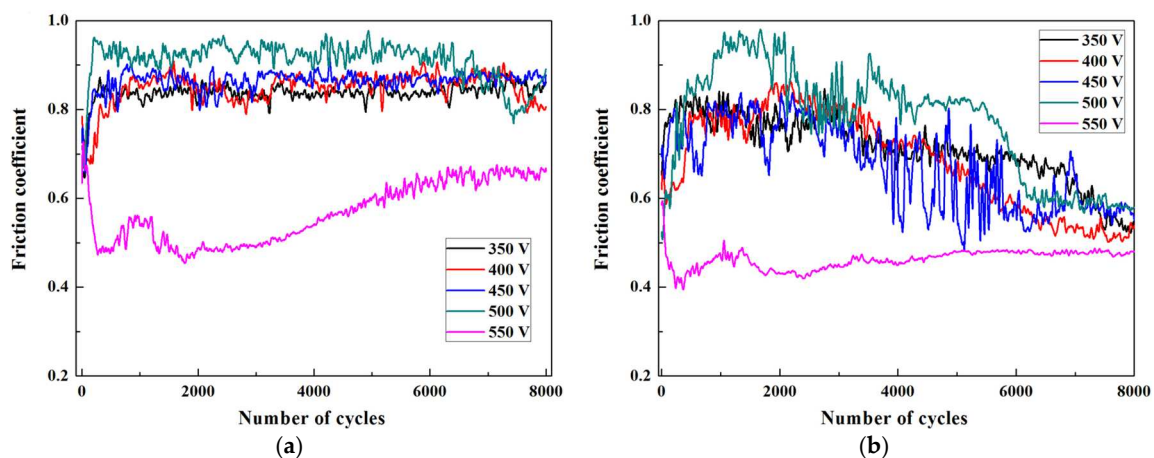 1.0
0.8
0.6
0.4
0.2
Friction coefficient
350 V
400 V
450 V
500 V
550 V
0 2000 4000 6000 8000
Number of cycles
(a)
1.0
0.8
0.6
0.4
0.2
Friction coefficient
350 V
400 V
450 V
500 V
550 V
0 2000 4000 6000 8000
Number of cycles
(b)